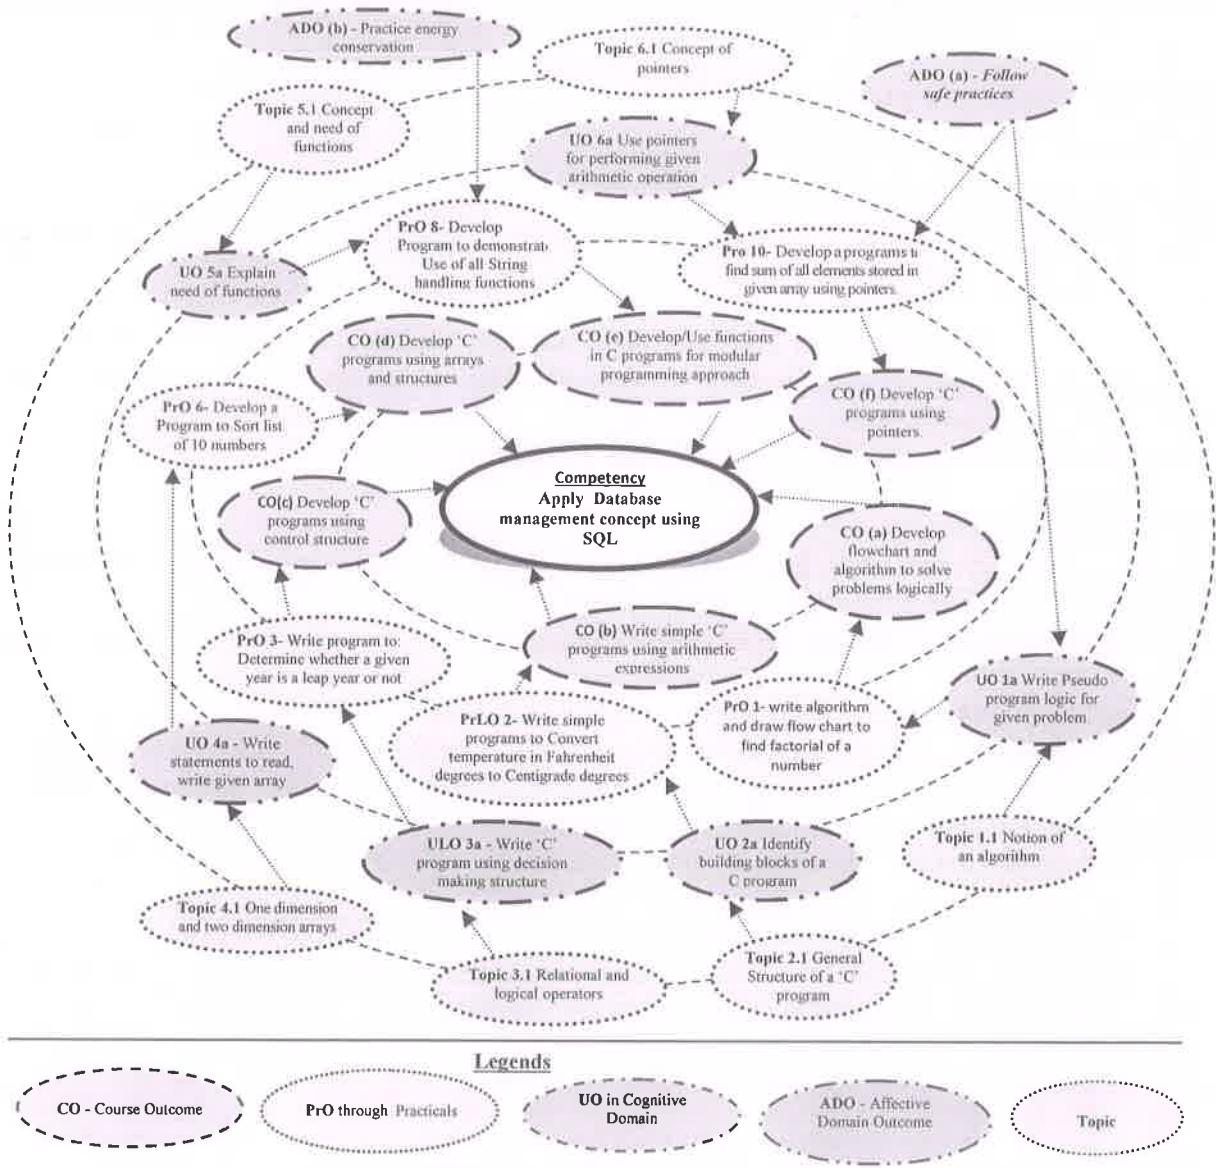 ADO (b) - Practice energy
conservation
Topic 6.1 Concept of
pointers
ADO (a) - Follow
safe practices
Topic 5.1 Concept
and need of
functions
UO 6a Use pointers
for performing given
arithmetic operation
PrO 8- Develop
Program to demonstrate
Use of all String
handling functions
Pro 10- Develop a programs t
find sum of all elements stored in
given array using pointers.
UO 5a Explain
need of functions
CO (d) Develop 'C'
programs using arrays
and structures
CO (e) Develop/Use functions
in C programs for modular
programming approach
CO (f) Develop 'C'
programs using
pointers
PrO 6- Develop a
Program to Sort list
of 10 numbers
Competency
Apply Database
management concept using
SQL
CO(c) Develop 'C'
programs using
control structure
CO (a) Develop
flowchart and
algorithm to solve
problems logically
CO (b) Write simple 'C'
programs using arithmetic
expressions
PrO 3- Write program to:
Determine whether a given
year is a leap year or not
UO 1a Write Pseudo
program logic for
given problem
PrLO 2- Write simple
programs to Convert
temperature in Fahrenheit
degrees to Centigrade degrees
PrO 1- write algorithm
and draw flow chart to
find factorial of a
number
UO 4a - Write
statements to read,
write given array
ULO 3a - Write 'C'
program using decision
making structure
UO 2a Identify
building blocks of a
C program
Topic 1.1 Notion of
an algorithm
Topic 4.1 One dimension
and two dimension arrays
Topic 3.1 Relational and
logical operators
Topic 2.1 General
Structure of a 'C'
program
Legends
CO - Course Outcome
PrO through Practicals
UO in Cognitive
Domain
ADO - Affective
Domain Outcome
Topic